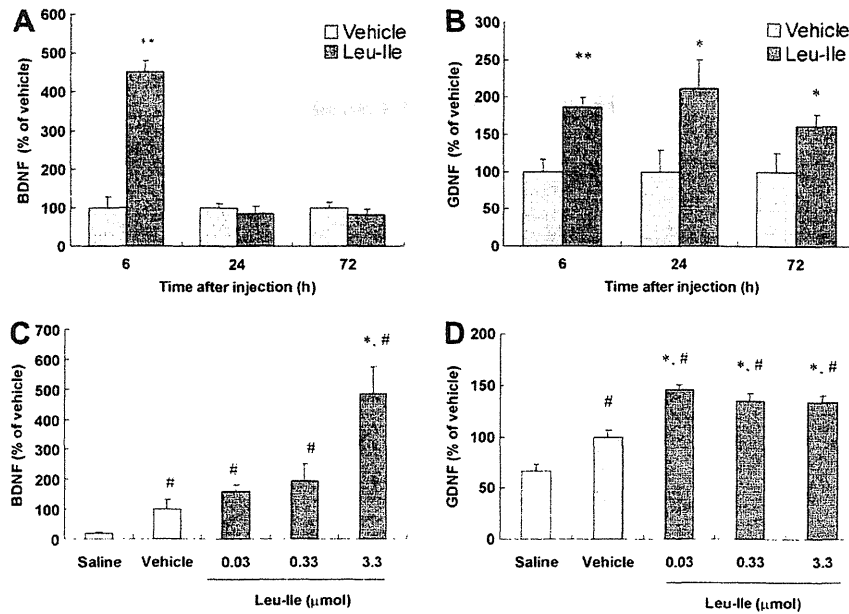 A
BDNF (% of vehicle)
600
500
400
300
200
100
0
**
Vehicle
Leu-Ile
6 24 72
Time after injection (h)
B
GDNF (% of vehicle)
300
250
200
150
100
50
0
** * *
Vehicle
Leu-Ile
6 24 72
Time after injection (h)
C
BDNF (% of vehicle)
700
600
500
400
300
200
100
0
# # # *, #
Saline Vehicle 0.03 0.33 3.3
Leu-Ile (μmol)
D
GDNF (% of vehicle)
200
150
100
50
0
# *, # *, # *, #
Saline Vehicle 0.03 0.33 3.3
Leu-Ile (μmol)